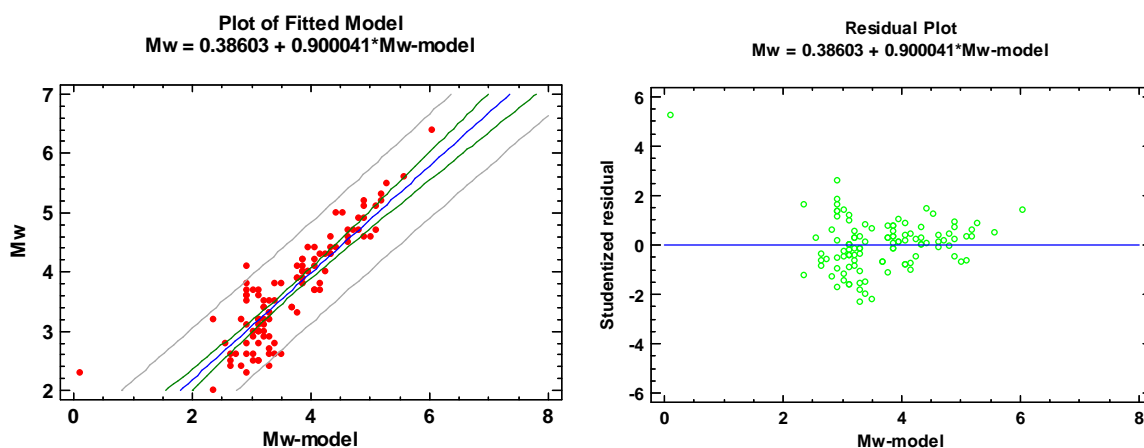 Plot of Fitted Model
Mw = 0.38603 + 0.900041*Mw-model
7
6
5
4
3
2
Mw
0 2 4 6 8
Mw-model
Residual Plot
Mw = 0.38603 + 0.900041*Mw-model
6
4
2
0
-2
-4
-6
Studentized residual
0 2 4 6 8
Mw-model